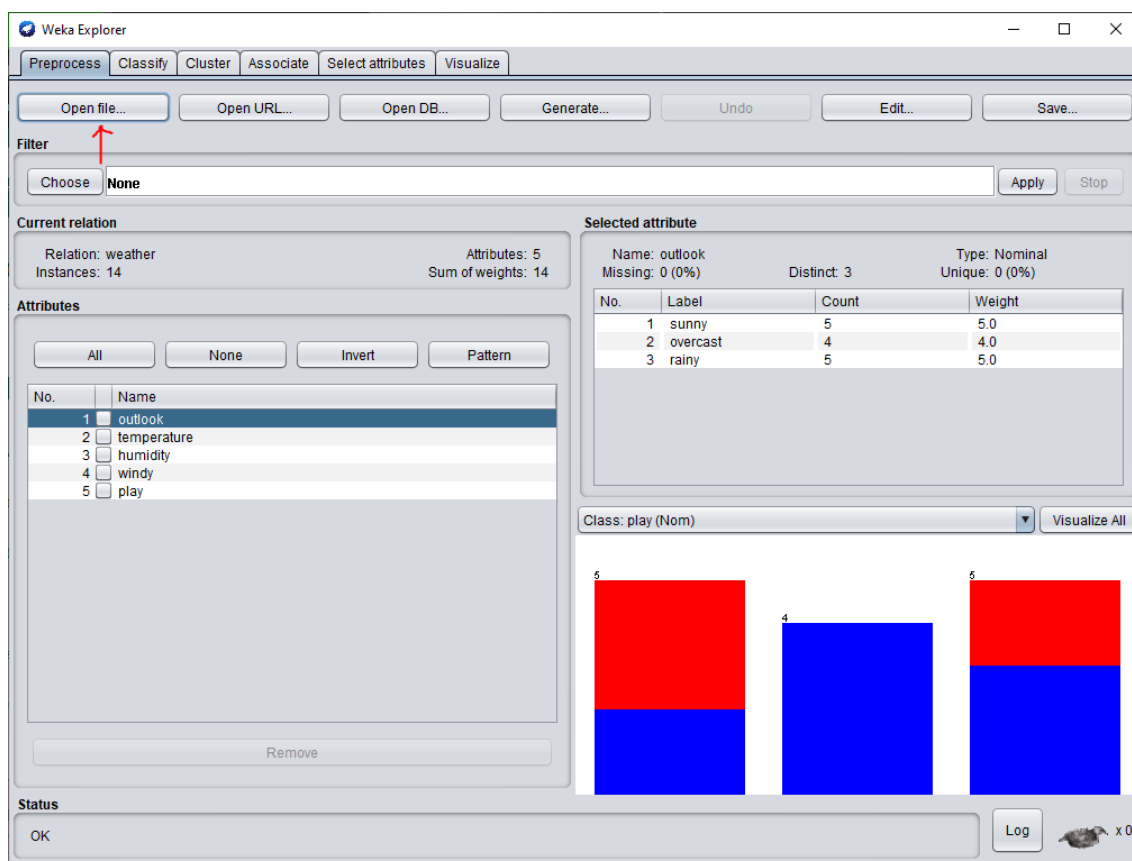 Weka Explorer
Preprocess Classify Cluster Associate Select attributes Visualize
Open file... Open URL... Open DB... Generate... Undo Edit... Save...
Filter
Choose None Apply Stop
Current relation
Relation: weather Attributes: 5
Instances: 14 Sum of weights: 14
Attributes
All None Invert Pattern
No. Name
1 outlook
2 temperature
3 humidity
4 windy
5 play
Remove
Selected attribute
Name: outlook Type: Nominal
Missing: 0 (0%) Distinct: 3 Unique: 0 (0%)
No. Label Count Weight
1 sunny 5 5.0
2 overcast 4 4.0
3 rainy 5 5.0
Class: play (Nom) Visualize All
5 4 5
Status
OK Log x 0